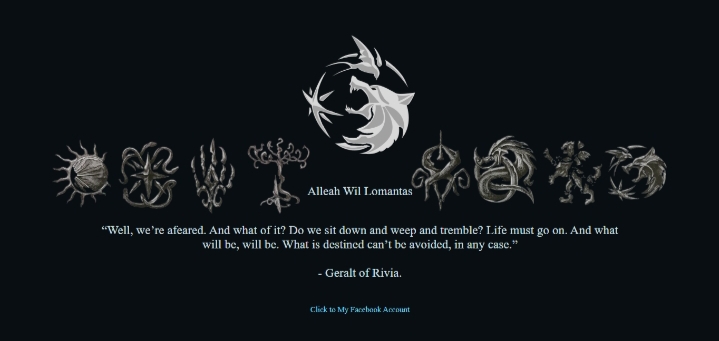 Alleah Wil Lomantas
“Well, we’re afeared. And what of it? Do we sit down and weep and tremble? Life must go on. And what
will be, will be. What is destined can’t be avoided, in any case.”
- Geralt of Rivia.
Click to My Facebook Account